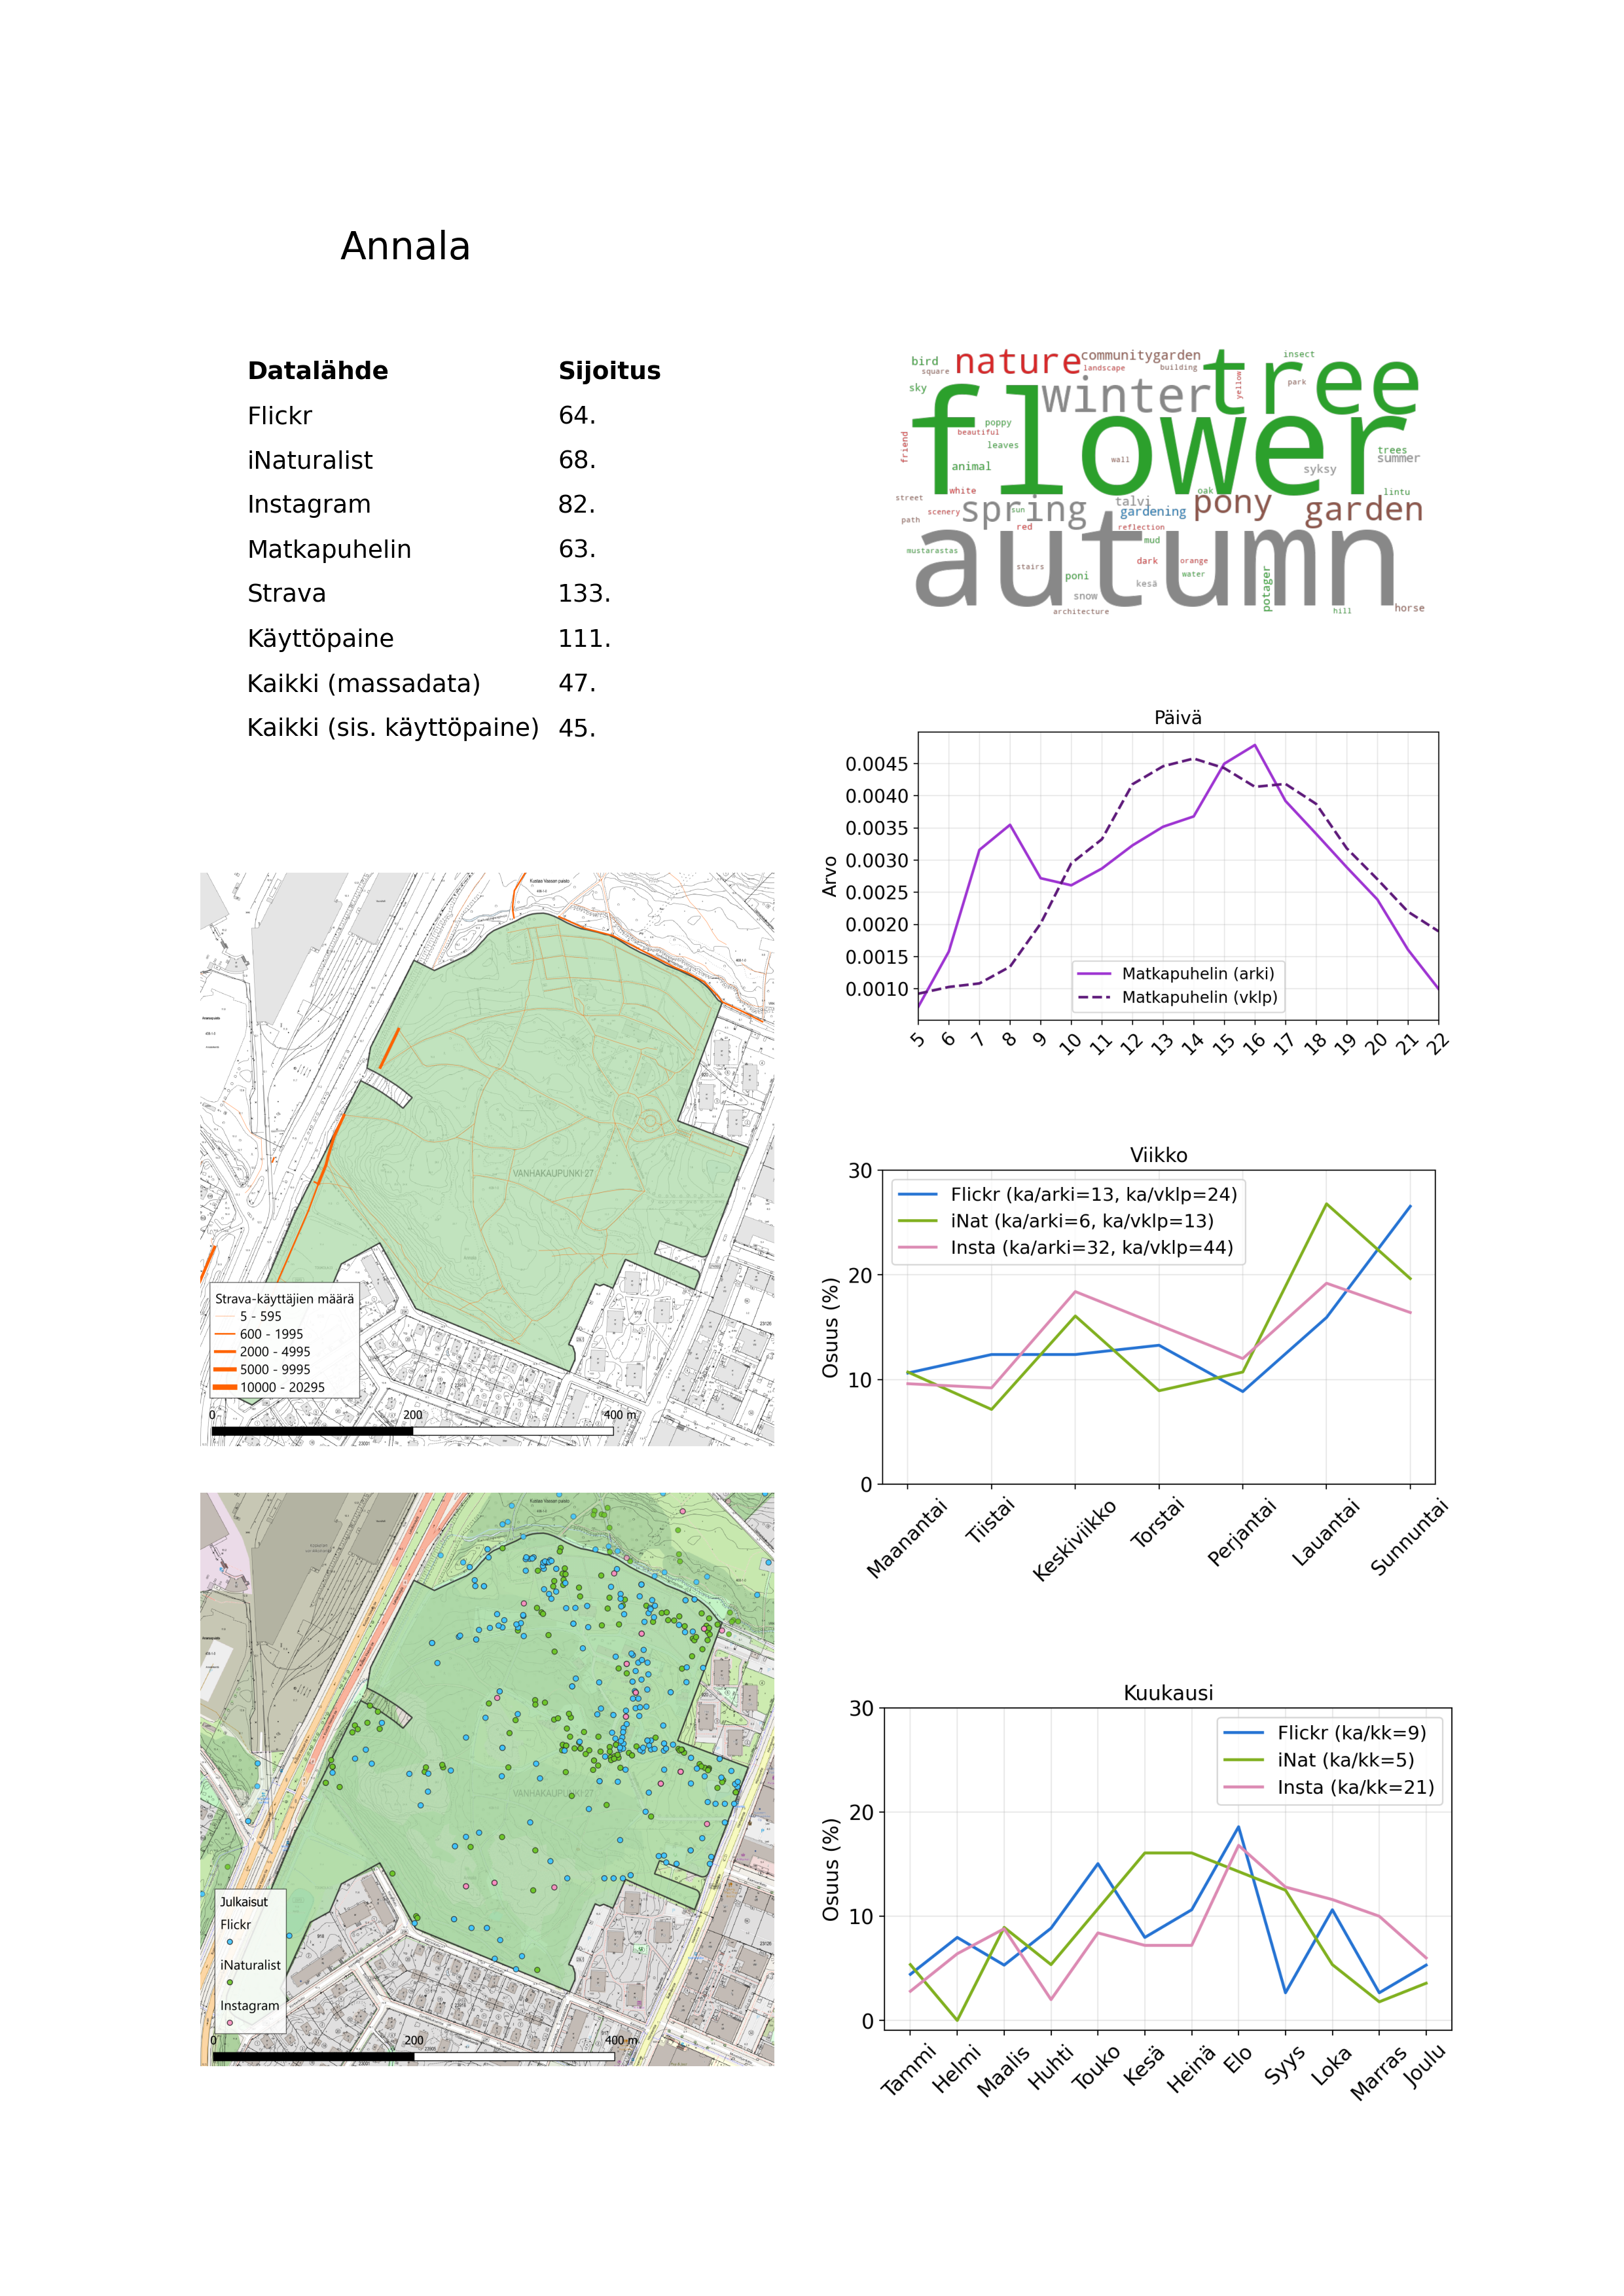 Annala
Datalähde Sijoitus
Flickr 64.
iNaturalist 68.
Instagram 82.
Matkapuhelin 63.
Strava 133.
Käyttöpaine 111.
Kaikki (massadata) 47.
Kaikki (sis. käyttöpaine) 45.
bird
square
sky
nature
communitygarden
landscape
building
tree
insect
park
yellow
winter
flower
friend
poppy
beautiful
leaves
animal
wall
trees
summer
syksy
white
oak
lintu
street
path
scenery
spring
sun
red
talvi
gardening
reflection
pony
garden
autumn
mustarastas
mud
dark
orange
stairs
poni
water
kesä
snow
architecture
potager
hill
horse
Päivä
Arvo
0.0045
0.0040
0.0035
0.0030
0.0025
0.0020
0.0015
0.0010
Matkapuhelin (arki)
Matkapuhelin (vklp)
5 6 7 8 9 10 11 12 13 14 15 16 17 18 19 20 21 22
Kustaa Vaasan puisto
VANHAKAUPUNKI 27
Strava-käyttäjien määrä
5 - 595
600 - 1995
2000 - 4995
5000 - 9995
10000 - 20295
0 200 400 m
Viikko
Osuus (%)
30
20
10
0
Flickr (ka/arki=13, ka/vklp=24)
iNat (ka/arki=6, ka/vklp=13)
Insta (ka/arki=32, ka/vklp=44)
Maanantai Tiistai Keskiviikko Torstai Perjantai Lauantai Sunnuntai
Kustaa Vaasan puisto
VANHAKAUPUNKI 27
Julkaisut
Flickr
iNaturalist
Instagram
0 200 400 m
Kuukausi
Osuus (%)
30
20
10
0
Flickr (ka/kk=9)
iNat (ka/kk=5)
Insta (ka/kk=21)
Tammi Helmi Maalis Huhti Touko Kesä Heinä Elo Syys Loka Marras Joulu